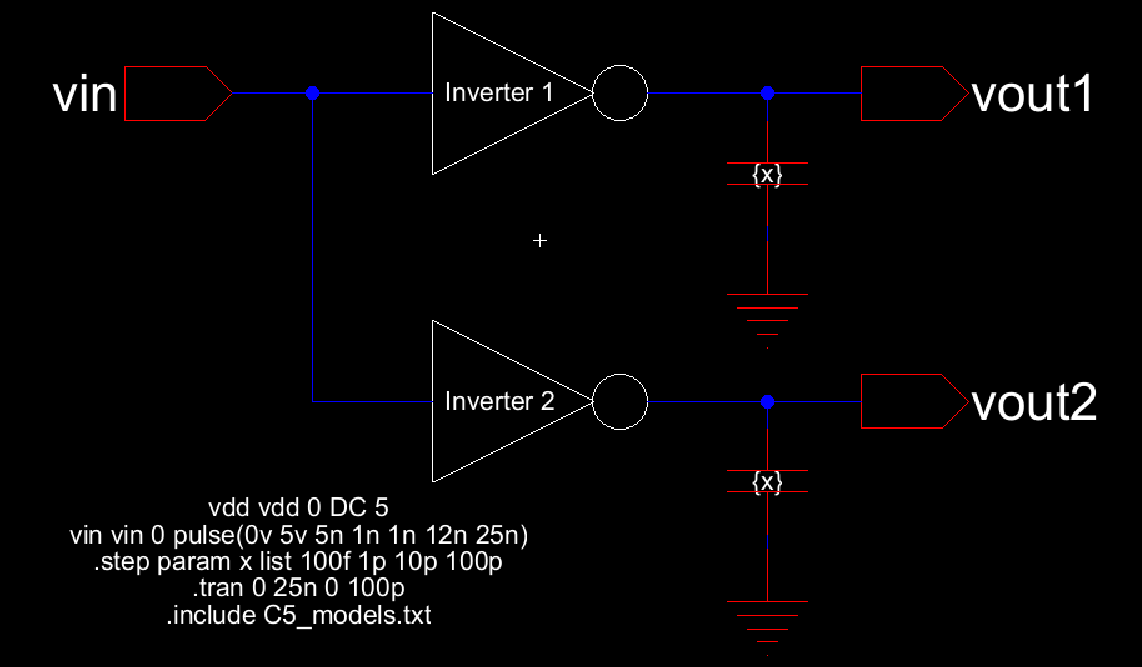 vin
Inverter 1
vout1
{x}
Inverter 2
vout2
{x}
vdd vdd 0 DC 5
vin vin 0 pulse(0v 5v 5n 1n 1n 12n 25n)
.step param x list 100f 1p 10p 100p
.tran 0 25n 0 100p
.include C5_models.txt